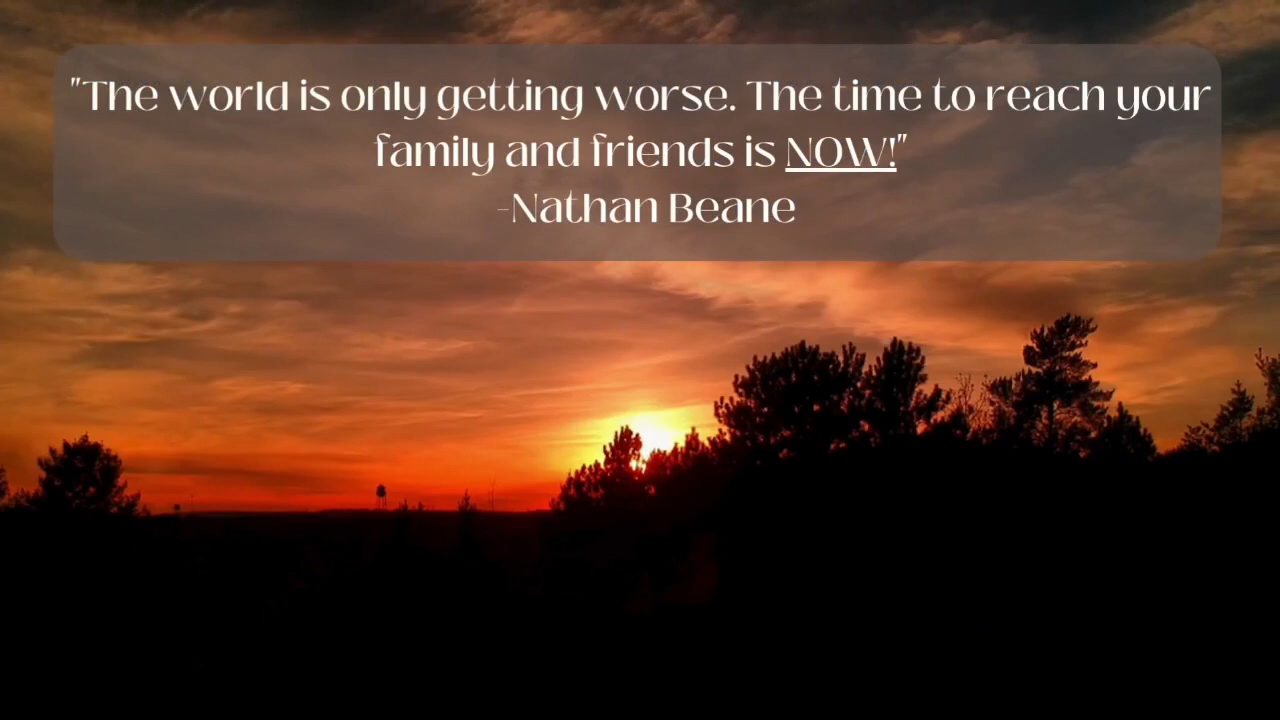 "The world is only getting worse. The time to reach your
family and friends is NOW!"
-Nathan Beane